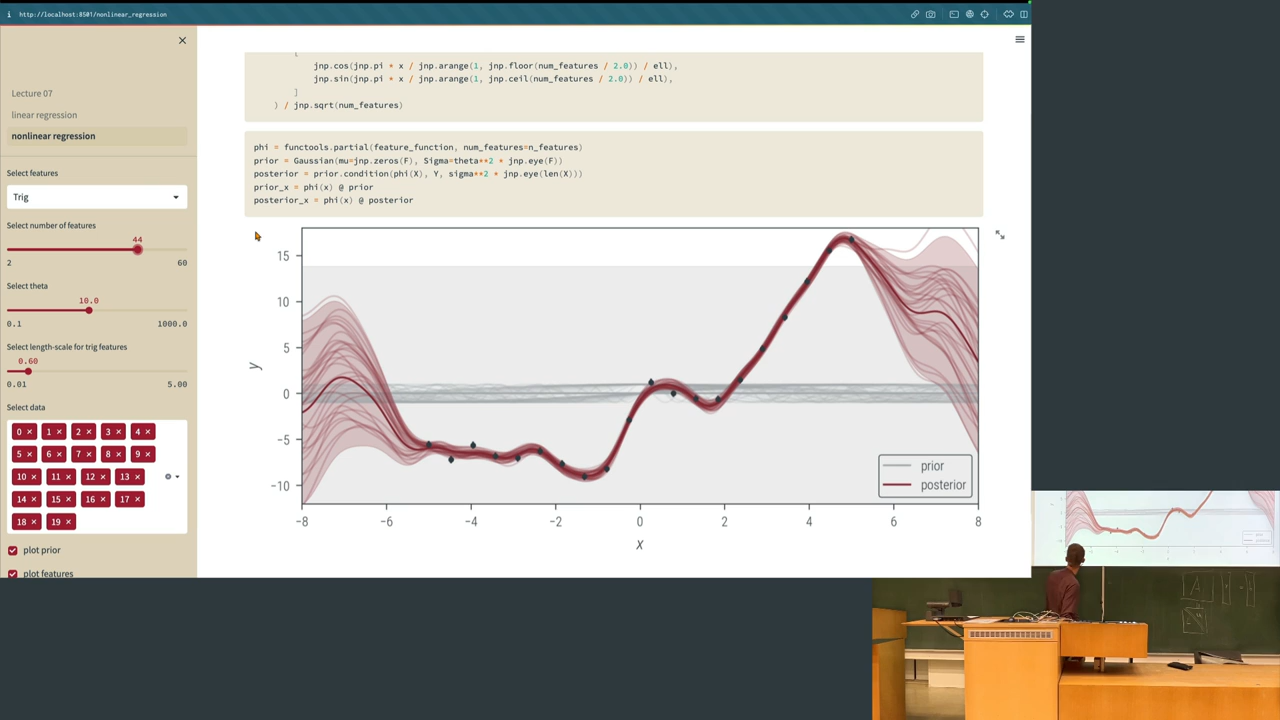 http://localhost:8501/nonlinear_regression
Lecture 07
linear regression
nonlinear regression
Select features
Trig
Select number of features
44
2 60
Select theta
10.0
0.1 1000.0
Select length-scale for trig features
0.60
0.01 5.00
Select data
0 × 1 × 2 × 3 × 4 ×
5 × 6 × 7 × 8 × 9 ×
10 × 11 × 12 × 13 ×
14 × 15 × 16 × 17 ×
18 × 19 ×
plot prior
plot features
[
jnp.cos(jnp.pi * x / jnp.arange(1, jnp.floor(num_features / 2.0)) / ell),
jnp.sin(jnp.pi * x / jnp.arange(1, jnp.ceil(num_features / 2.0)) / ell),
]
) / jnp.sqrt(num_features)
phi = functools.partial(feature_function, num_features=n_features)
prior = Gaussian(mu=jnp.zeros(F), Sigma=theta**2 * jnp.eye(F))
posterior = prior.condition(phi(X), Y, sigma**2 * jnp.eye(len(X)))
prior_x = phi(x) @ prior
posterior_x = phi(x) @ posterior
15
10
5
0
−5
−10
y
−8 −6 −4 −2 0 2 4 6 8
X
prior
posterior
A